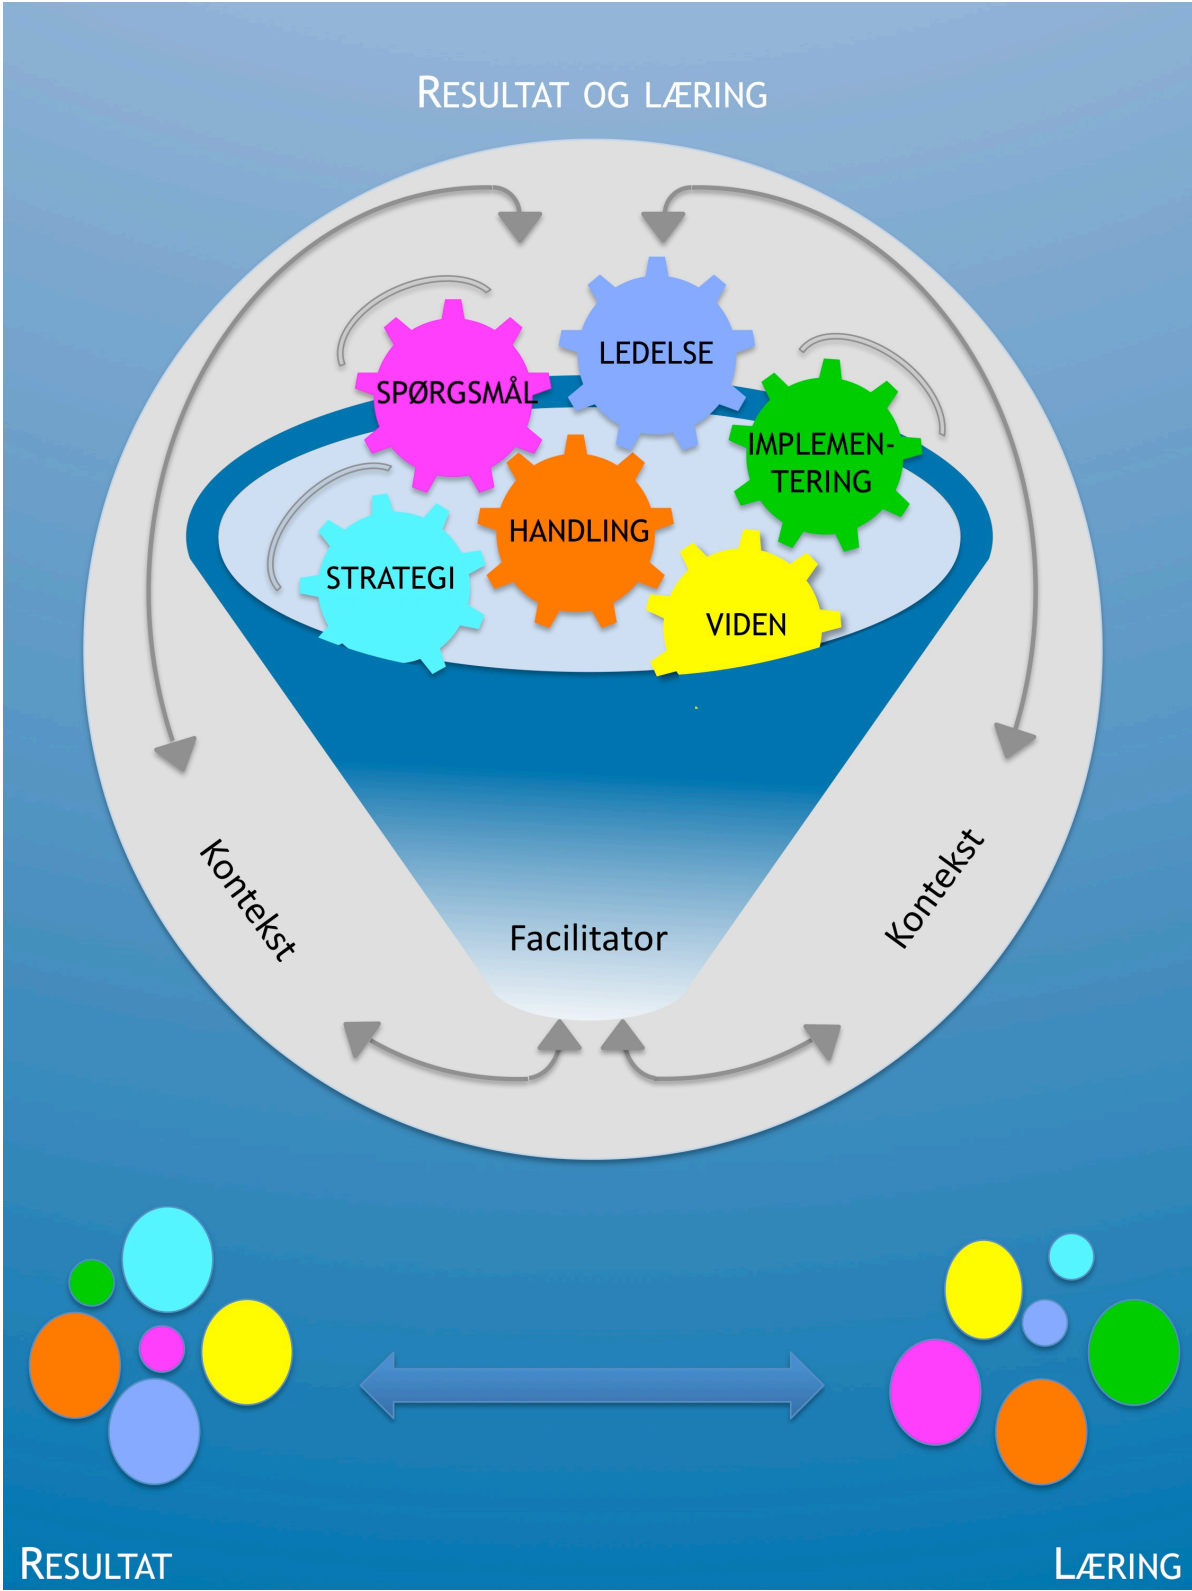 RESULTAT OG LÆRING
LEDELSE
SPØRGSMÅL
IMPLEMEN-
TERING
HANDLING
STRATEGI
VIDEN
Kontekst
Kontekst
Facilitator
RESULTAT
LÆRING